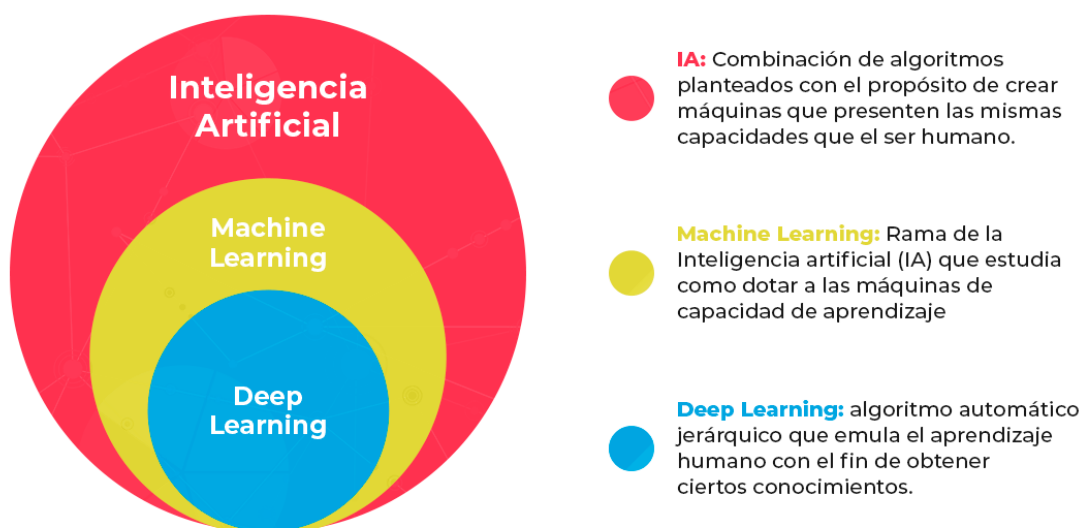 Inteligencia
Artificial
Machine
Learning
Deep
Learning
IA: Combinación de algoritmos
planteados con el propósito de crear
máquinas que presenten las mismas
capacidades que el ser humano.
Machine Learning: Rama de la
Inteligencia artificial (IA) que estudia
como dotar a las máquinas de
capacidad de aprendizaje
Deep Learning: algoritmo automático
jerárquico que emula el aprendizaje
humano con el fin de obtener
ciertos conocimientos.